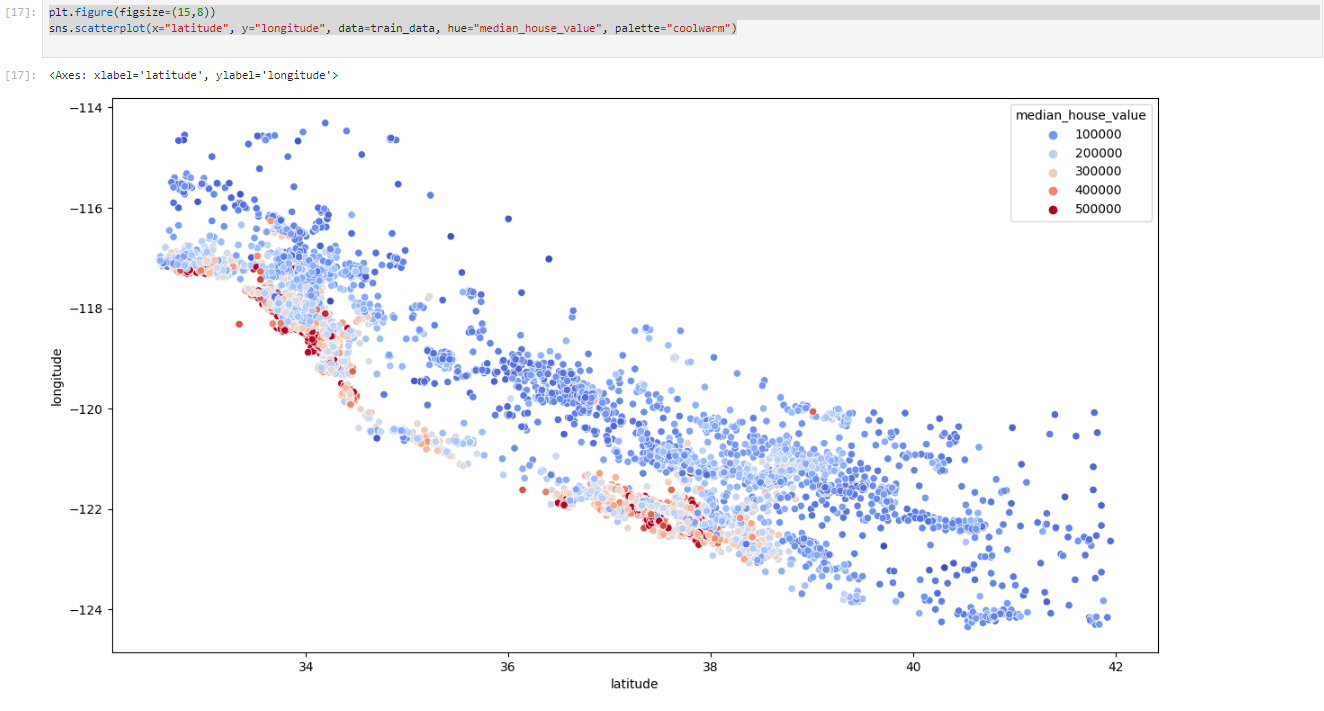 [17]: plt.figure(figsize=(15,8))
sns.scatterplot(x="latitude", y="longitude", data=train_data, hue="median_house_value", palette="coolwarm")
[17]: <Axes: xlabel='latitude', ylabel='longitude'>
median_house_value
100000
200000
300000
400000
500000
−114
−116
−118
−120
−122
−124
longitude
34 36 38 40 42
latitude